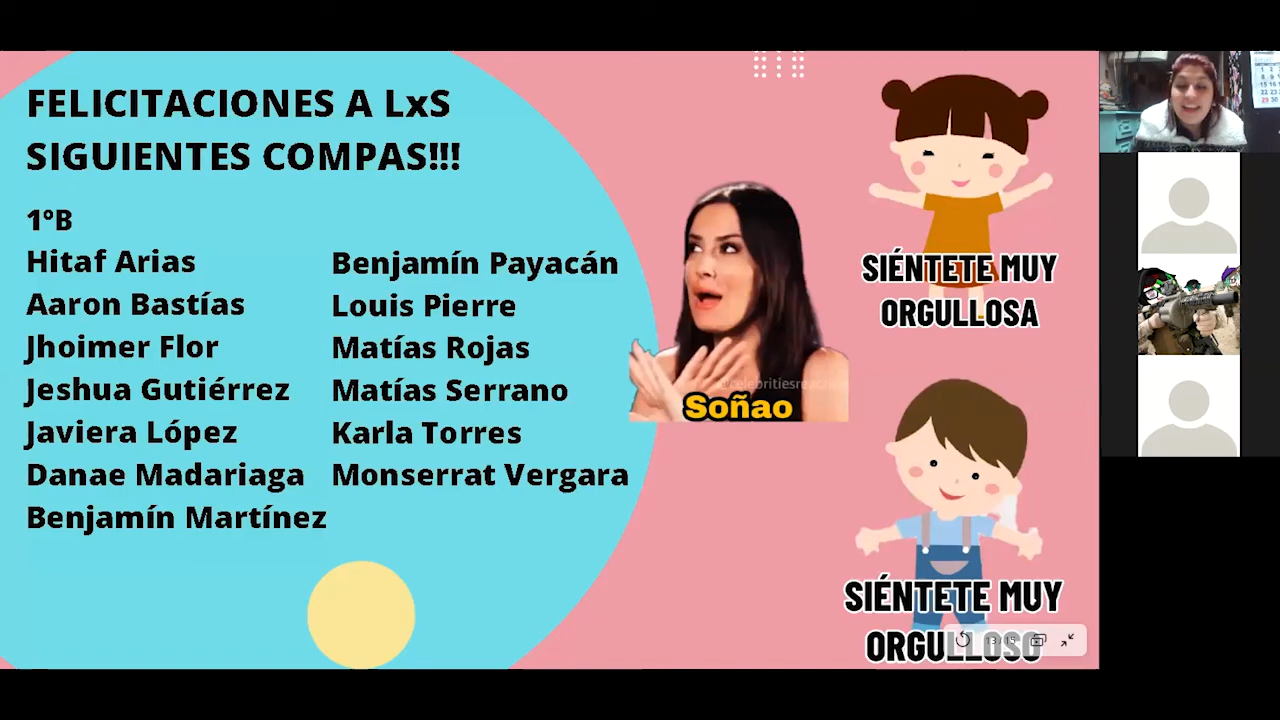 FELICITACIONES A LxS
SIGUIENTES COMPAS!!!
1°B
Hitaf Arias
Aaron Bastías
Jhoimer Flor
Jeshua Gutiérrez
Javiera López
Danae Madariaga
Benjamín Martínez
Benjamín Payacán
Louis Pierre
Matías Rojas
Matías Serrano
Karla Torres
Monserrat Vergara
Soñao
SIÉNTETE MUY
ORGULLOSA
SIÉNTETE MUY
ORGULLOSO